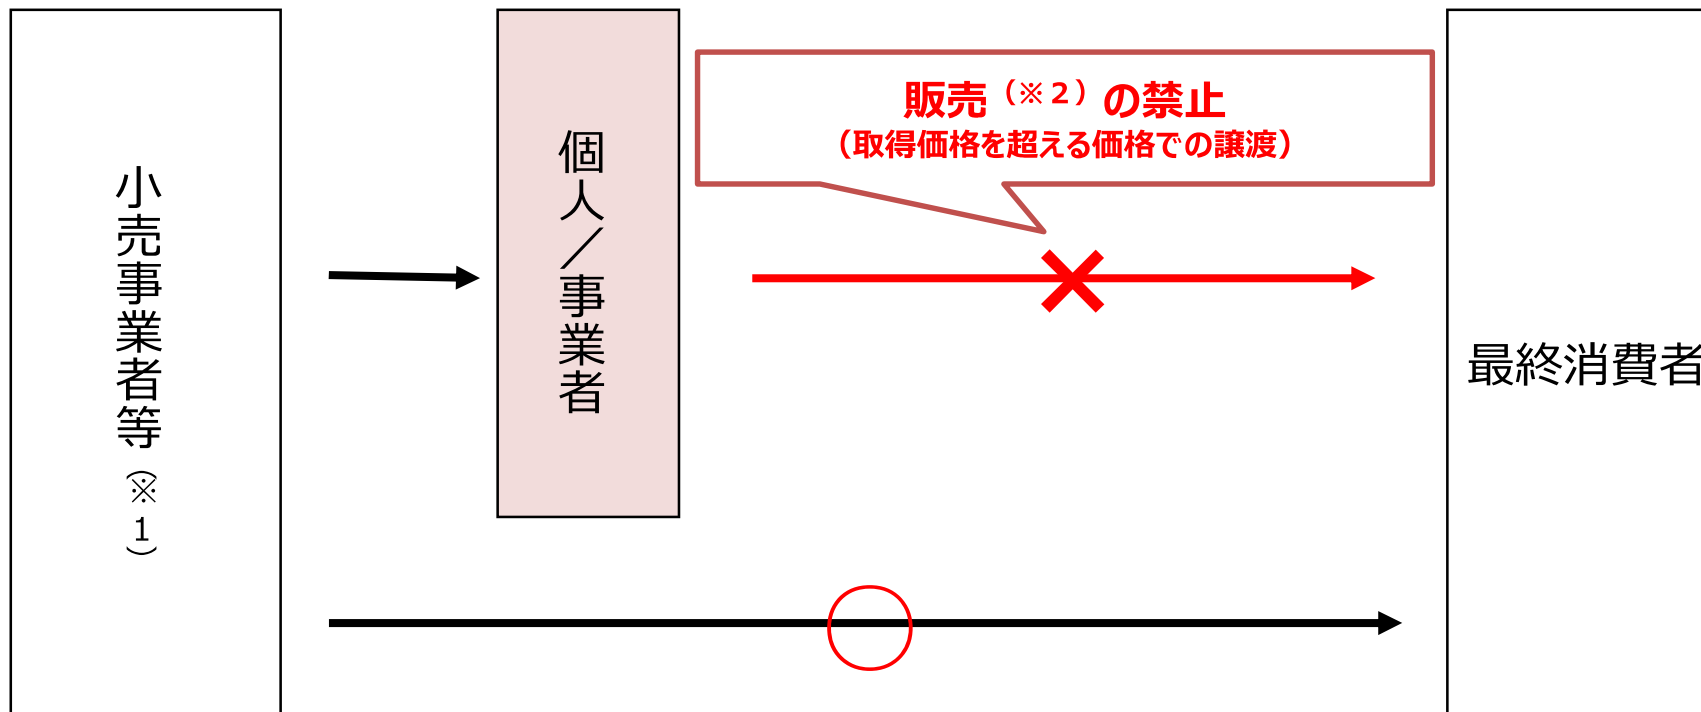 小売事業者等（※１）
個人／事業者
販売（※２）の禁止
（取得価格を超える価格での譲渡）
最終消費者